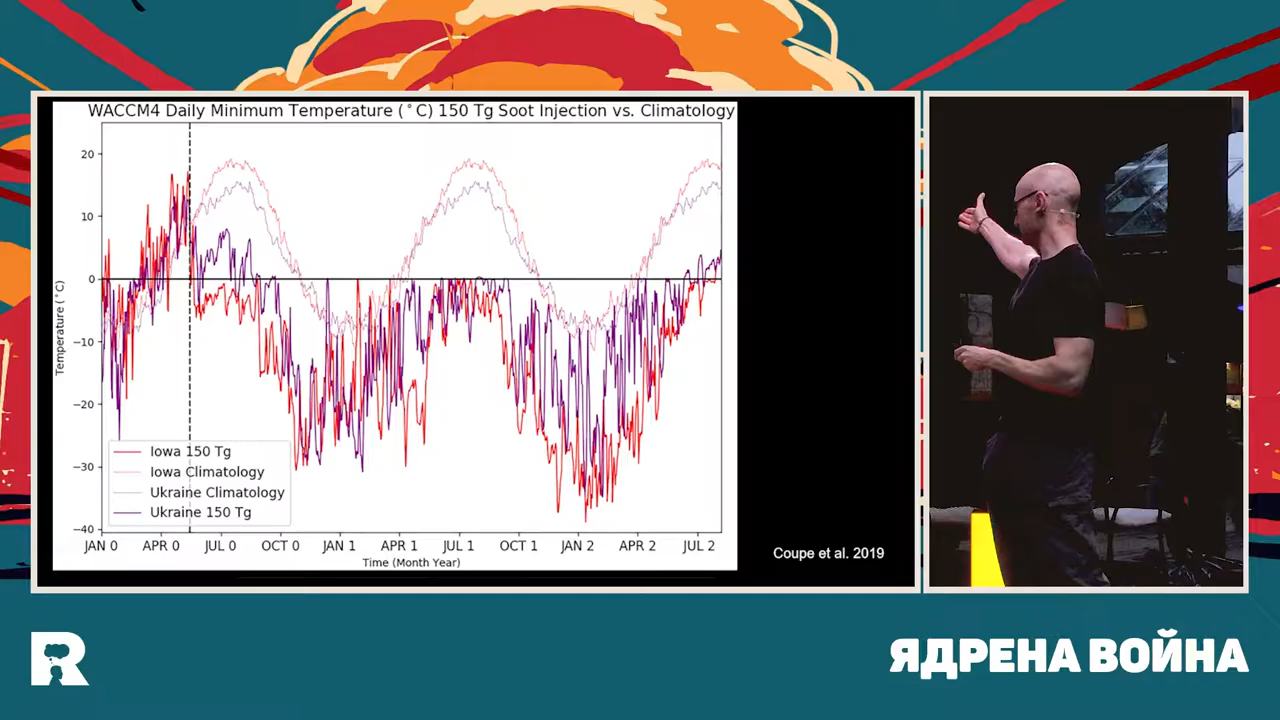 WACCM4 Daily Minimum Temperature (°C) 150 Tg Soot Injection vs. Climatology
20
10
0
−10
−20
−30
−40
Temperature (°C)
Iowa 150 Tg
Iowa Climatology
Ukraine Climatology
Ukraine 150 Tg
JAN 0 APR 0 JUL 0 OCT 0 JAN 1 APR 1 JUL 1 OCT 1 JAN 2 APR 2 JUL 2
Time (Month Year)
Coupe et al. 2019
R
ЯДРЕНА ВОЙНА